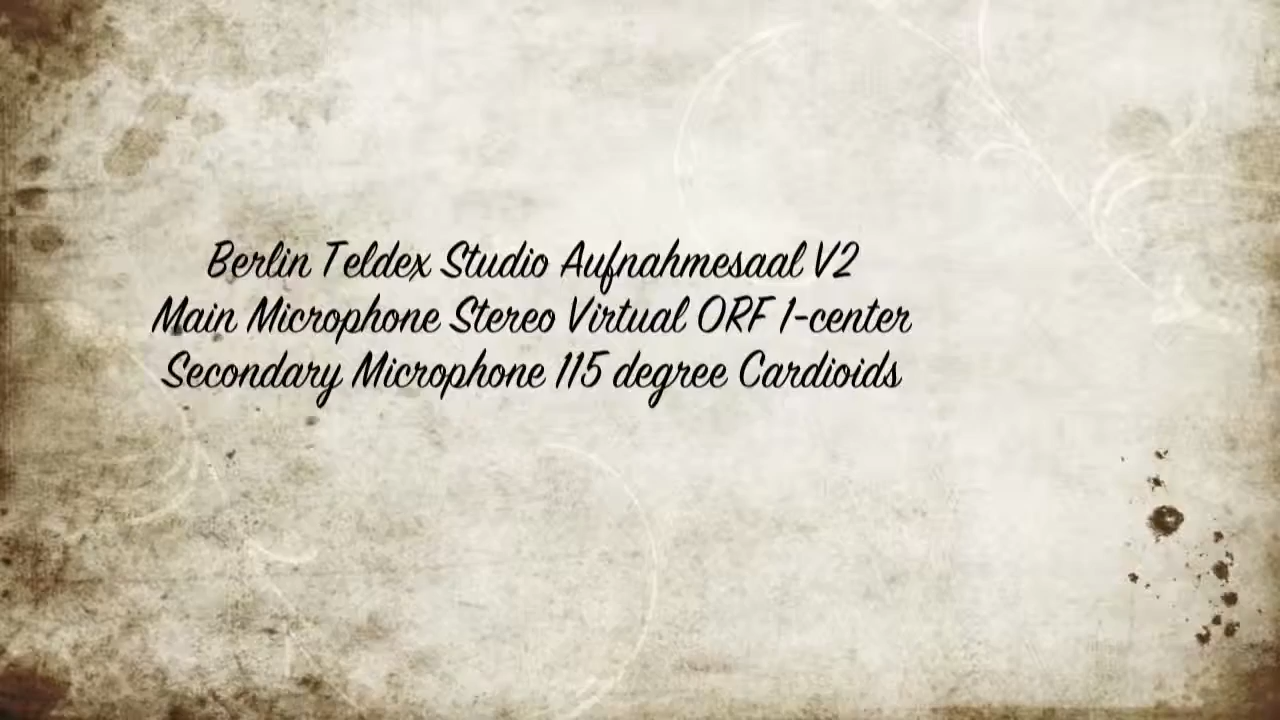 Berlin Teldex Studio Aufnahmesaal V2
Main Microphone Stereo Virtual ORF 1-center
Secondary Microphone 115 degree Cardioids